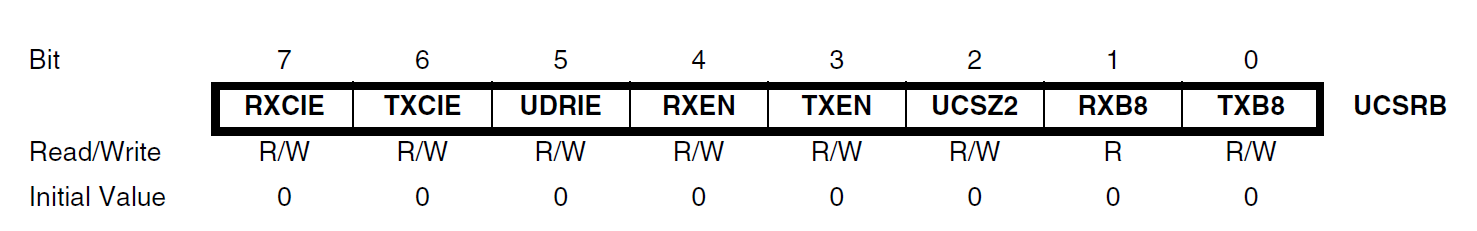 Bit 7 6 5 4 3 2 1 0
RXCIE TXCIE UDRIE RXEN TXEN UCSZ2 RXB8 TXB8 UCSRB
Read/Write R/W R/W R/W R/W R/W R/W R R/W
Initial Value 0 0 0 0 0 0 0 0